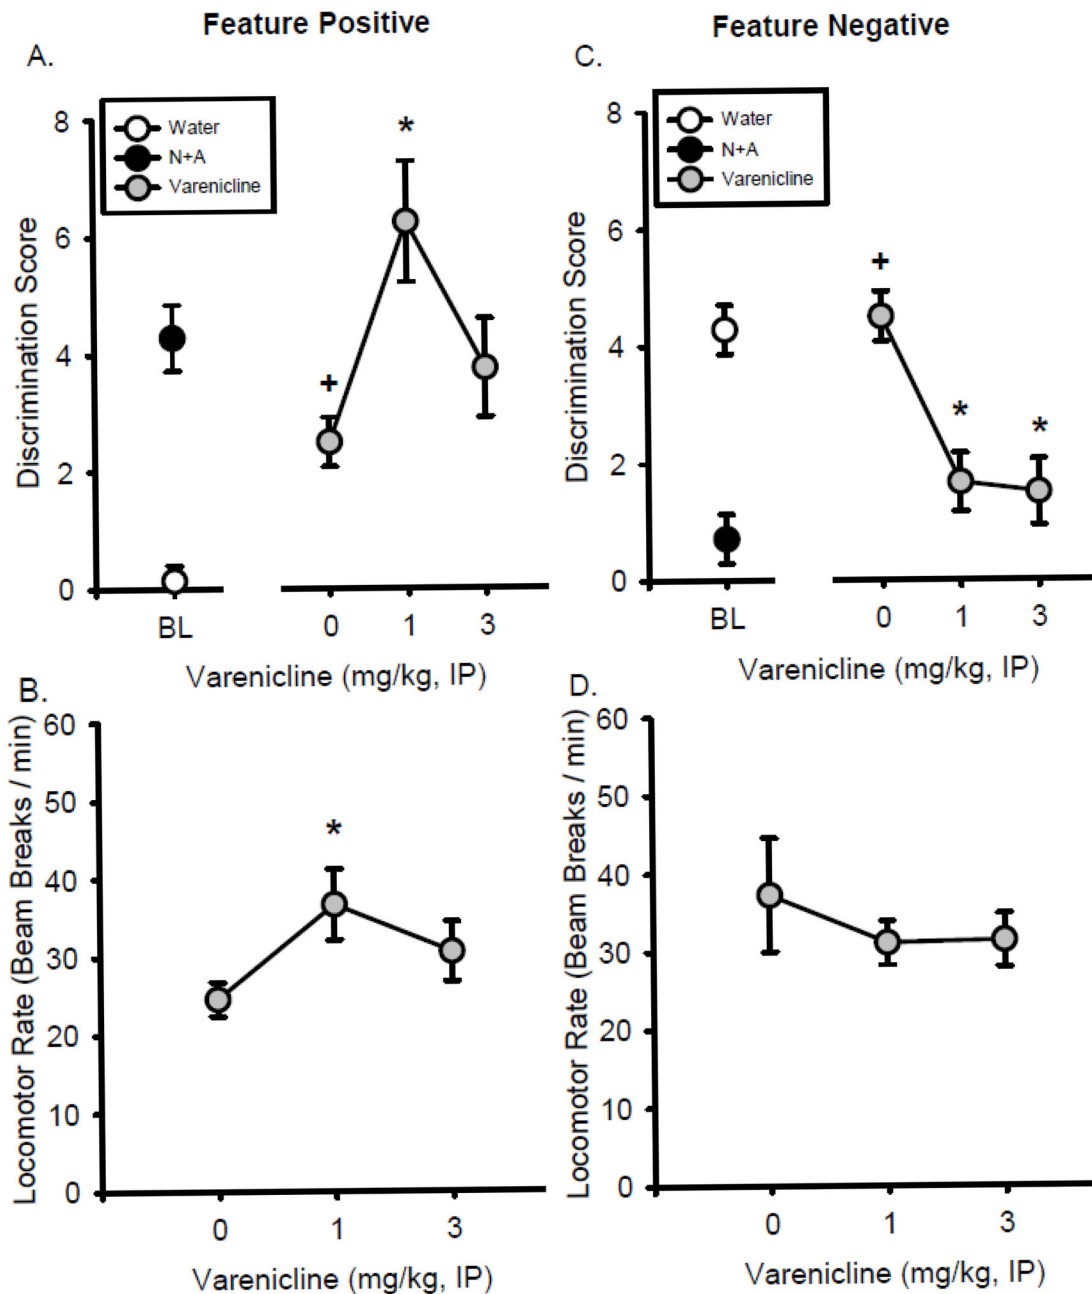 Feature Positive
A.
Water
N+A
Varenicline
8
6
4
2
0
Discrimination Score
*
+
BL
0
1
3
Varenicline (mg/kg, IP)
Feature Negative
C.
Water
N+A
Varenicline
8
6
4
2
0
Discrimination Score
+
*
*
BL
0
1
3
Varenicline (mg/kg, IP)
B.
60
50
40
30
20
10
0
Locomotor Rate (Beam Breaks / min)
*
0
1
3
Varenicline (mg/kg, IP)
D.
60
50
40
30
20
10
0
Locomotor Rate (Beam Breaks / min)
0
1
3
Varenicline (mg/kg, IP)